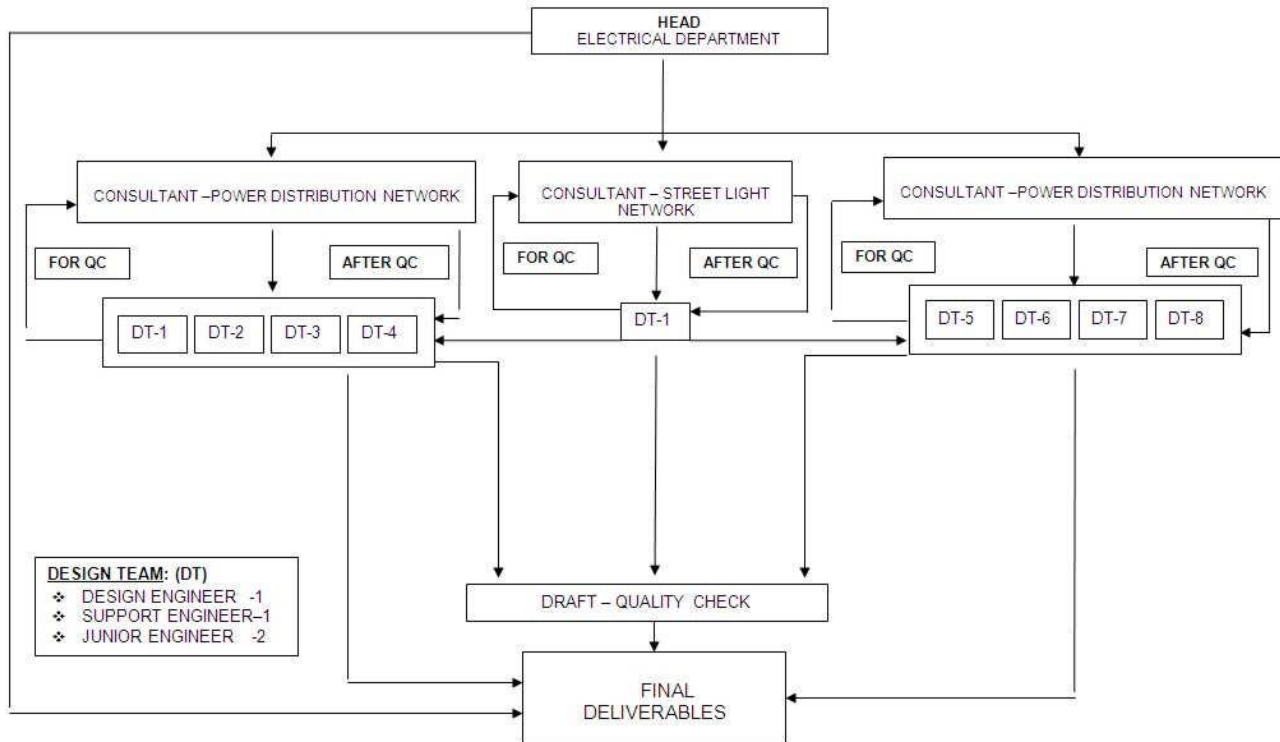 HEAD
ELECTRICAL DEPARTMENT
CONSULTANT –POWER DISTRIBUTION NETWORK
CONSULTANT – STREET LIGHT
NETWORK
CONSULTANT –POWER DISTRIBUTION NETWORK
FOR QC
AFTER QC
FOR QC
AFTER QC
FOR QC
AFTER QC
DT-1
DT-2
DT-3
DT-4
DT-1
DT-5
DT-6
DT-7
DT-8
DESIGN TEAM: (DT)
❖ DESIGN ENGINEER -1
❖ SUPPORT ENGINEER–1
❖ JUNIOR ENGINEER -2
DRAFT – QUALITY CHECK
FINAL
DELIVERABLES